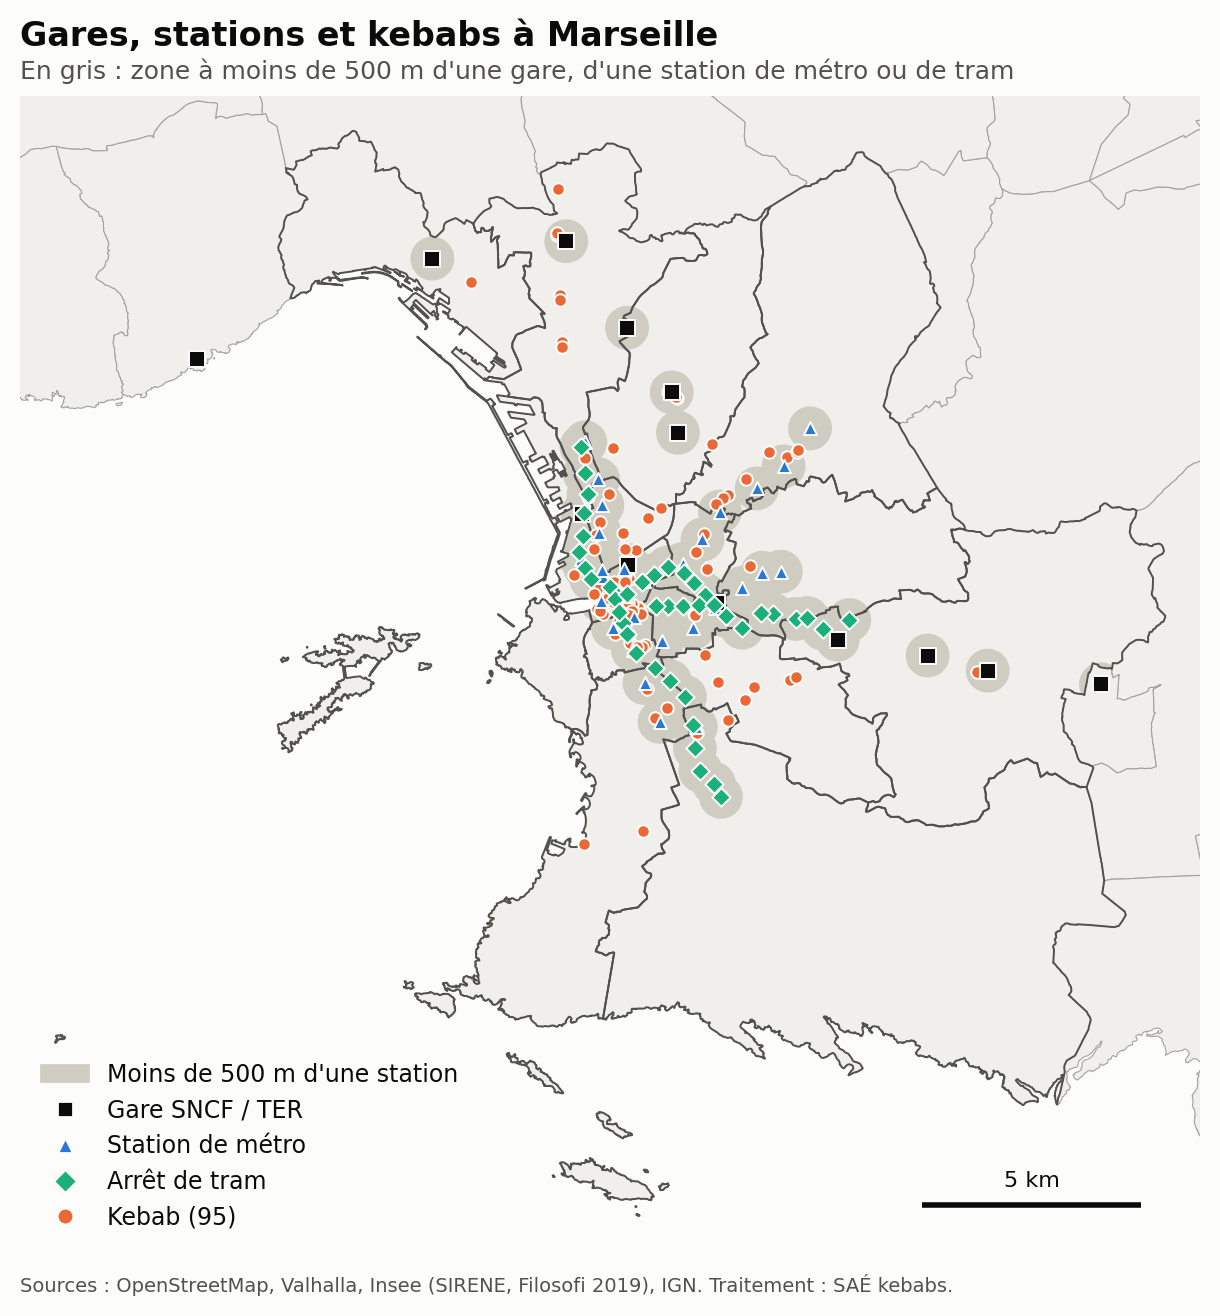 Gares, stations et kebabs à Marseille
En gris : zone à moins de 500 m d'une gare, d'une station de métro ou de tram
Moins de 500 m d'une station
Gare SNCF / TER
Station de métro
Arrêt de tram
Kebab (95)
5 km
Sources : OpenStreetMap, Valhalla, Insee (SIRENE, Filosofi 2019), IGN. Traitement : SAÉ kebabs.